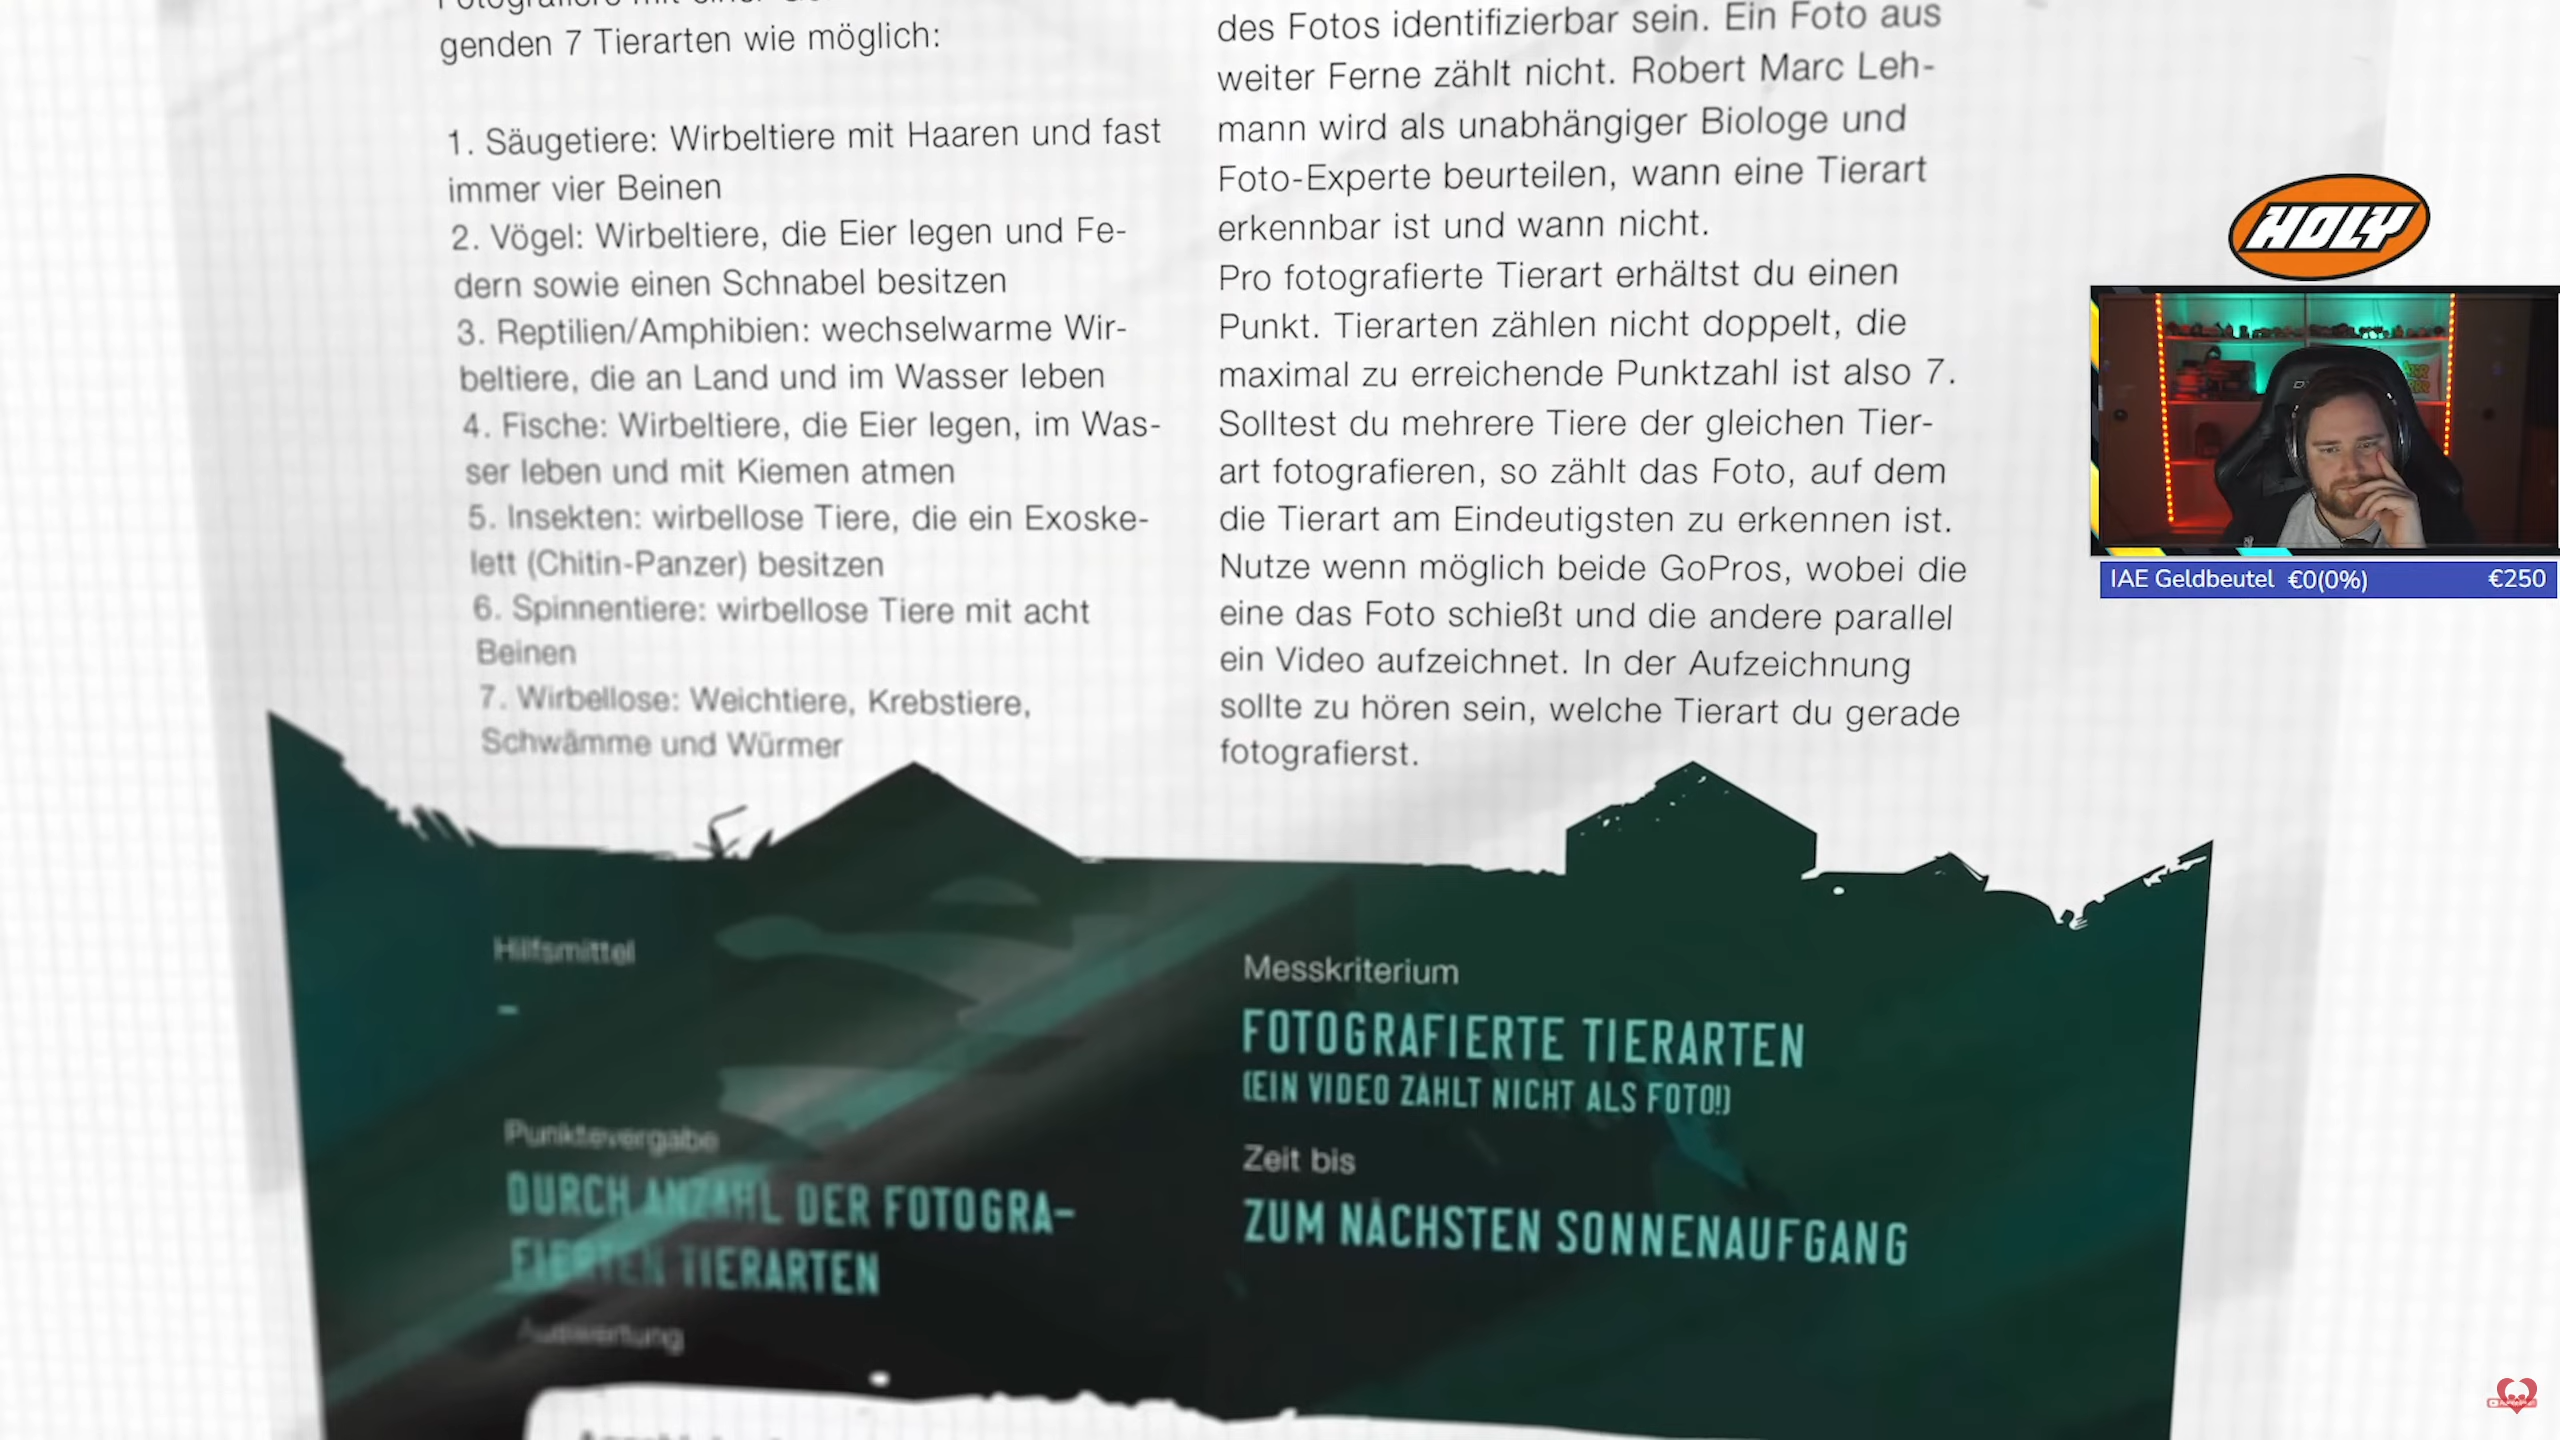 genden 7 Tierarten wie möglich:
1. Säugetiere: Wirbeltiere mit Haaren und fast
immer vier Beinen
2. Vögel: Wirbeltiere, die Eier legen und Fe-
dern sowie einen Schnabel besitzen
3. Reptilien/Amphibien: wechselwarme Wir-
beltiere, die an Land und im Wasser leben
4. Fische: Wirbeltiere, die Eier legen, im Was-
ser leben und mit Kiemen atmen
5. Insekten: wirbellose Tiere, die ein Exoske-
lett (Chitin-Panzer) besitzen
6. Spinnentiere: wirbellose Tiere mit acht
Beinen
7. Wirbellose: Weichtiere, Krebstiere,
Schwämme und Würmer
des Fotos identifizierbar sein. Ein Foto aus
weiter Ferne zählt nicht. Robert Marc Leh-
mann wird als unabhängiger Biologe und
Foto-Experte beurteilen, wann eine Tierart
erkennbar ist und wann nicht.
Pro fotografierte Tierart erhältst du einen
Punkt. Tierarten zählen nicht doppelt, die
maximal zu erreichende Punktzahl ist also 7.
Solltest du mehrere Tiere der gleichen Tier-
art fotografieren, so zählt das Foto, auf dem
die Tierart am Eindeutigsten zu erkennen ist.
Nutze wenn möglich beide GoPros, wobei die
eine das Foto schießt und die andere parallel
ein Video aufzeichnet. In der Aufzeichnung
sollte zu hören sein, welche Tierart du gerade
fotografierst.
HOLY
IAE Geldbeutel €0(0%) €250
Hilfsmittel
–
Punktevergabe
DURCH ANZAHL DER FOTOGRA-
FIERTEN TIERARTEN
Auswertung
Messkriterium
FOTOGRAFIERTE TIERARTEN
(EIN VIDEO ZÄHLT NICHT ALS FOTO!)
Zeit bis
ZUM NÄCHSTEN SONNENAUFGANG